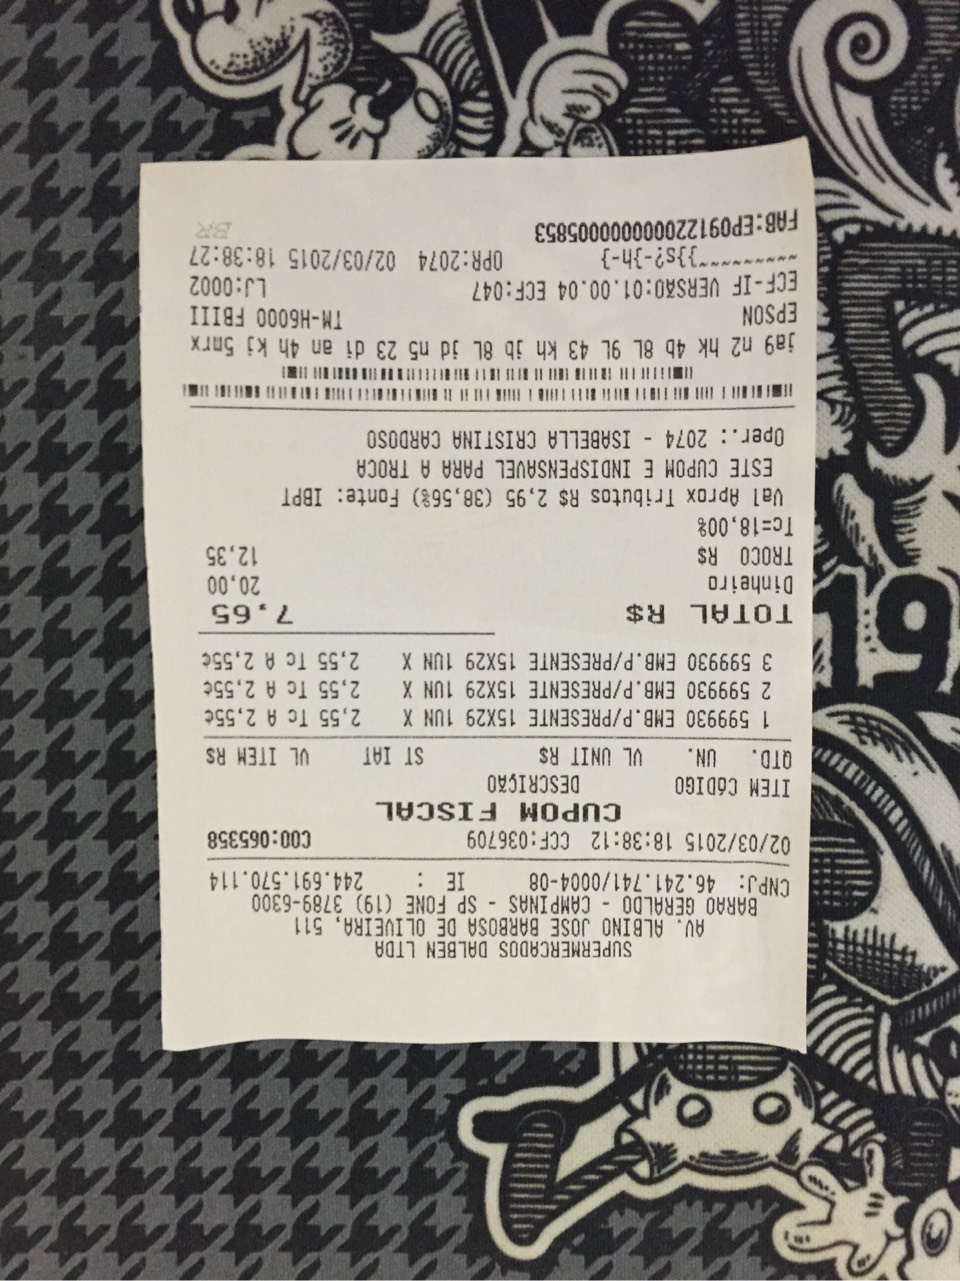 SUPERMERCADOS DALBEN LTDA
AV. ALBINO JOSE BARBOSA DE OLIVEIRA, 511
BARAO GERALDO - CAMPINAS - SP FONE (19) 3789-6300
CNPJ: 46.241.741/0004-08 IE : 244.691.570.114
02/03/2015 18:38:12 CCF:036709 COO:065358
CUPOM FISCAL
ITEM CÓDIGO DESCRIÇÃO
QTD. UN. VL UNIT R$ ST IAT VL ITEM R$
1 599930 EMB.P/PRESENTE 15X29 1UN X 2,55 Tc A 2,55¢
2 599930 EMB.P/PRESENTE 15X29 1UN X 2,55 Tc A 2,55¢
3 599930 EMB.P/PRESENTE 15X29 1UN X 2,55 Tc A 2,55¢
TOTAL R$ 7,65
Dinheiro 20,00
TROCO R$ 12,35
Tc=18,00%
Val Aprox Tributos R$ 2,95 (38,56%) Fonte: IBPT
ESTE CUPOM E INDISPENSAVEL PARA A TROCA
Oper.: 2074 - ISABELLA CRISTINA CARDOSO
ja9 n2 hk 4b 8L 9L 43 kh ib 8L jd n5 23 di an 4h kj 5mrx
EPSON TM-H6000 FBIII
ECF-IF VERSÃO:01.00.04 ECF:047 LJ:0002
~~~~~~~~~~}}s?-}h-} OPR:2074 02/03/2015 18:38:27
FAB:EP091220000000005853
BR
19